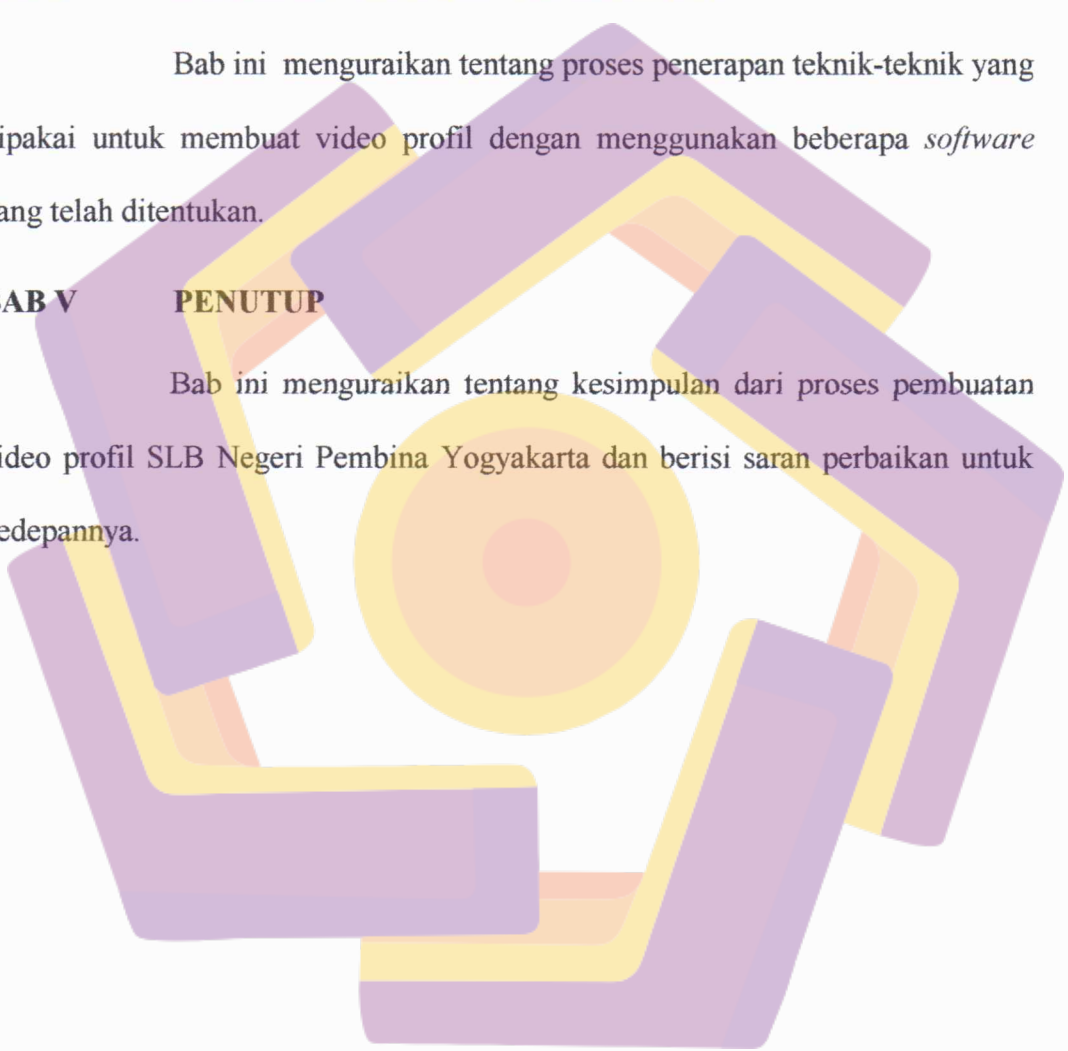 Bab ini menguraikan tentang proses penerapan teknik-teknik yang
ipakai untuk membuat video profil dengan menggunakan beberapa software
ang telah ditentukan.
AB V PENUTUP
Bab ini menguraikan tentang kesimpulan dari proses pembuatan
ideo profil SLB Negeri Pembina Yogyakarta dan berisi saran perbaikan untuk
edepannya.